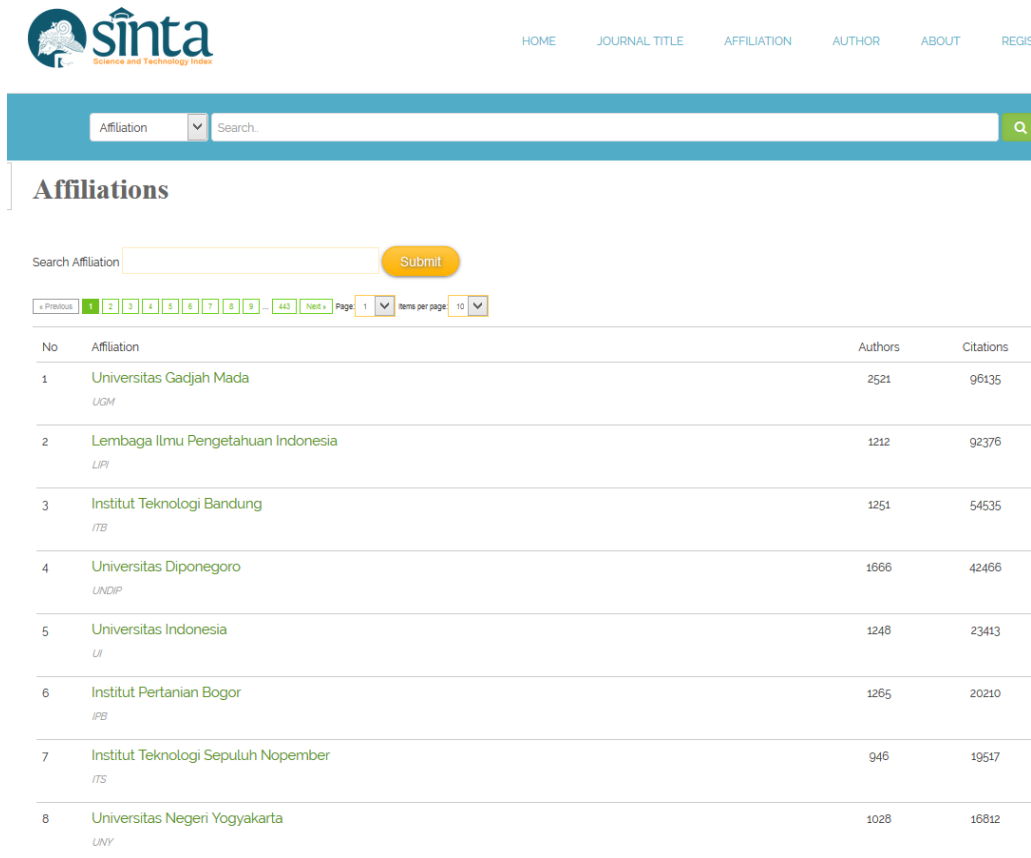 sinta
Science and Technology Index
HOME JOURNAL TITLE AFFILIATION AUTHOR ABOUT REGIS
Affiliation Search..
Affiliations
Search Affiliation Submit
« Previous 1 2 3 4 5 6 7 8 9 ... 443 Next » Page: 1 Items per page: 10
No Affiliation Authors Citations
1 Universitas Gadjah Mada 2521 96135
UGM
2 Lembaga Ilmu Pengetahuan Indonesia 1212 92376
LIPI
3 Institut Teknologi Bandung 1251 54535
ITB
4 Universitas Diponegoro 1666 42466
UNDIP
5 Universitas Indonesia 1248 23413
UI
6 Institut Pertanian Bogor 1265 20210
IPB
7 Institut Teknologi Sepuluh Nopember 946 19517
ITS
8 Universitas Negeri Yogyakarta 1028 16812
UNY